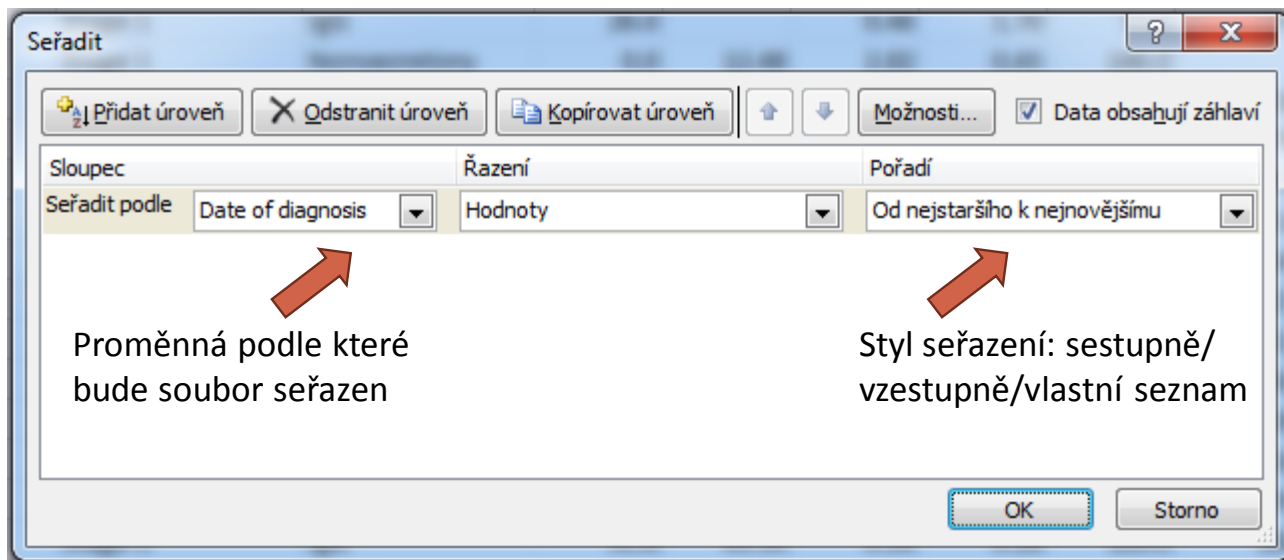 Seřadit
Přidat úroveň Odstranit úroveň Kopírovat úroveň Možnosti... Data obsahují záhlaví
Sloupec Řazení Pořadí
Seřadit podle Date of diagnosis Hodnoty Od nejstaršího k nejnovějšímu
Proměnná podle které
bude soubor seřazen
Styl seřazení: sestupně/
vzestupně/vlastní seznam
OK Storno